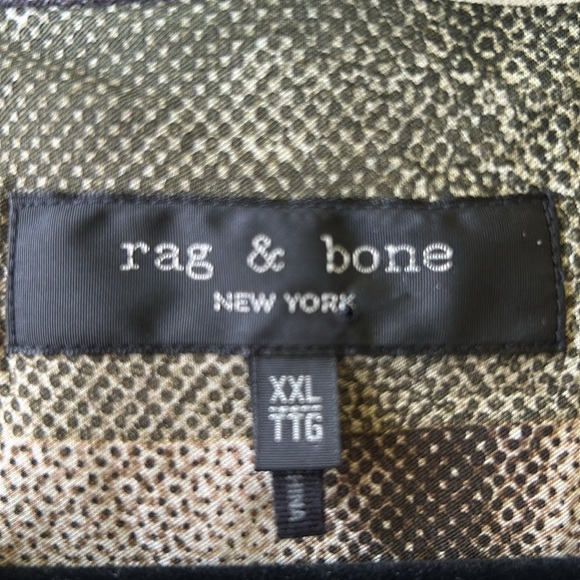 rag & bone
NEW YORK
XXL
TTG